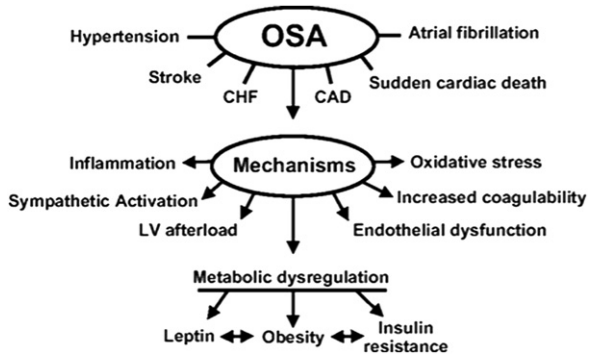 OSA
Hypertension
Atrial fibrillation
Stroke
CHF
CAD
Sudden cardiac death
Mechanisms
Inflammation
Oxidative stress
Sympathetic Activation
Increased coagulability
LV afterload
Endothelial dysfunction
Metabolic dysregulation
Leptin
Obesity
Insulin
resistance